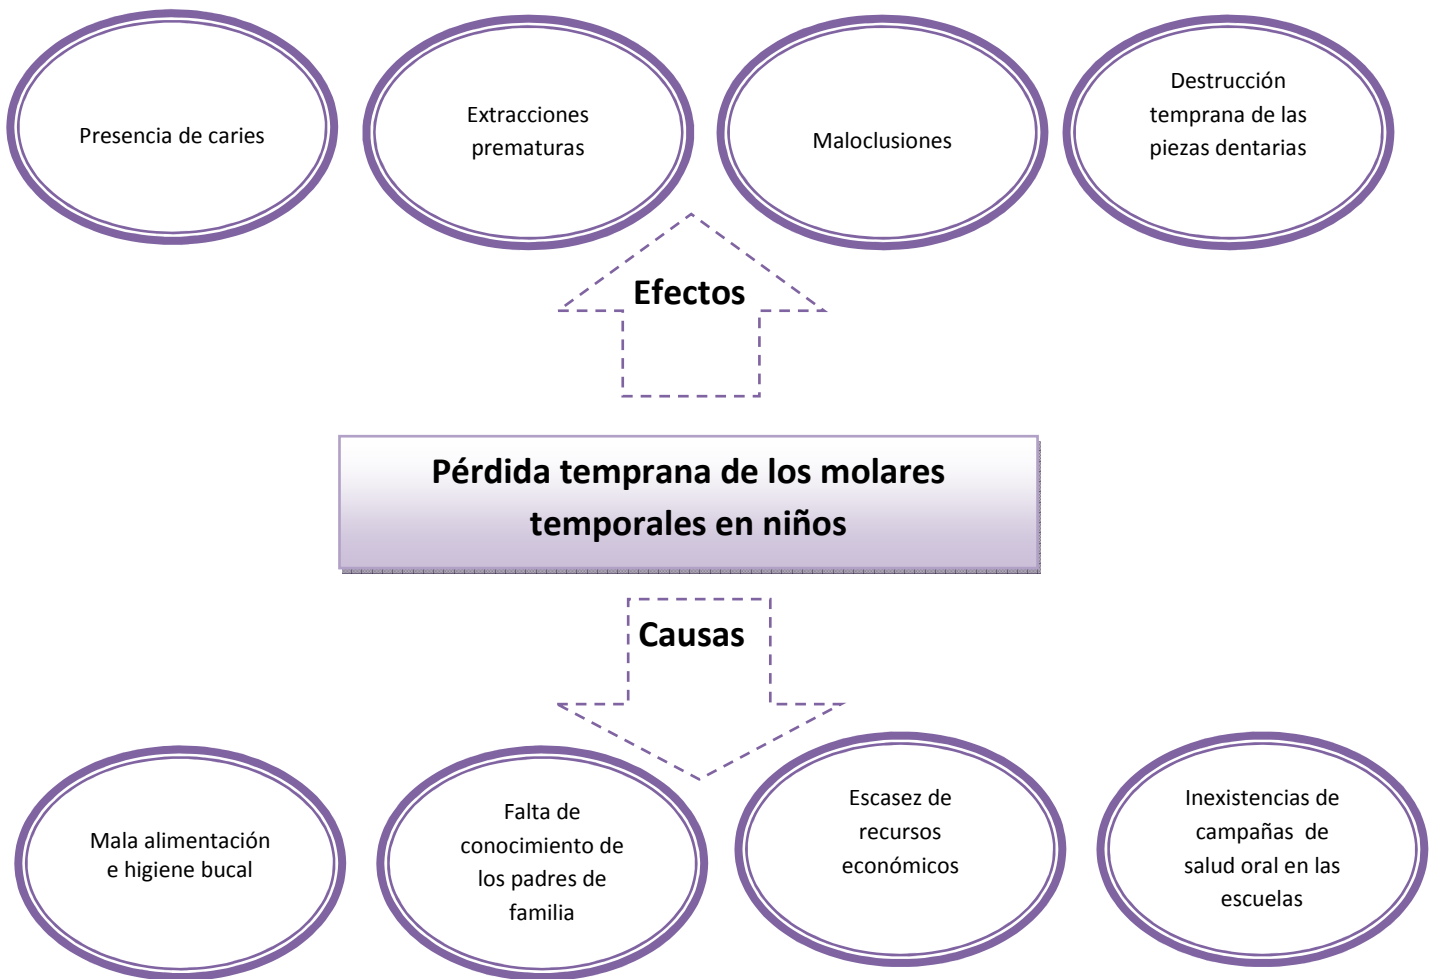 Presencia de caries
Extracciones
prematuras
Maloclusiones
Destrucción
temprana de las
piezas dentarias
Efectos
Pérdida temprana de los molares
temporales en niños
Causas
Mala alimentación
e higiene bucal
Falta de
conocimiento de
los padres de
familia
Escasez de
recursos
económicos
Inexistencias de
campañas  de
salud oral en las
escuelas